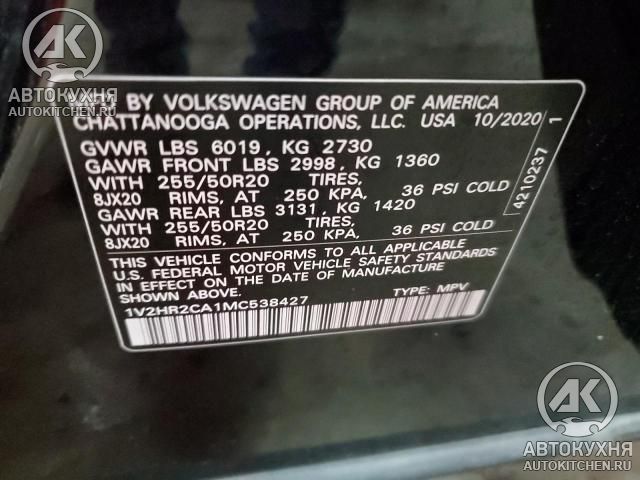 AK
АВТОКУХНЯ
AUTOKITCHEN.RU
MFD. BY VOLKSWAGEN GROUP OF AMERICA
CHATTANOOGA OPERATIONS, LLC. USA 10/2020
GVWR LBS 6019, KG 2730
GAWR FRONT LBS 2998, KG 1360
WITH 255/50R20 TIRES,
8JX20 RIMS, AT 250 KPA, 36 PSI COLD
GAWR REAR LBS 3131, KG 1420
WITH 255/50R20 TIRES,
8JX20 RIMS, AT 250 KPA, 36 PSI COLD
THIS VEHICLE CONFORMS TO ALL APPLICABLE
U.S. FEDERAL MOTOR VEHICLE SAFETY STANDARDS
IN EFFECT ON THE DATE OF MANUFACTURE
SHOWN ABOVE.
1V2HR2CA1MC538427 TYPE: MPV
4210237 1
AK
АВТОКУХНЯ
AUTOKITCHEN.RU